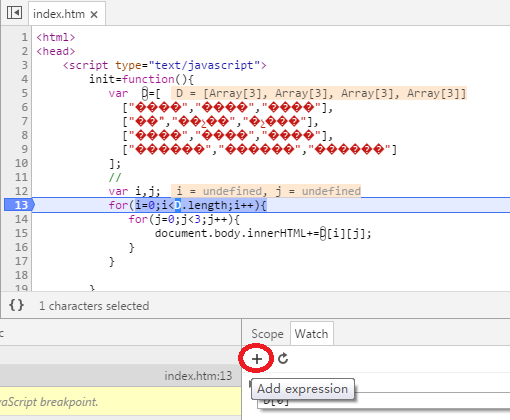 index.htm ×
1 <html>
2 <head>
3 <script type="text/javascript">
4 init=function(){
5 var D=[ D = [Array[3], Array[3], Array[3], Array[3]]
6 ["����","����","����"],
7
8 ["����","����","����"],
9 ["������","������","������"]
10 ];
11 //
12 var i,j; i = undefined, j = undefined
13 for(i=0;i<D.length;i++){
14 for(j=0;j<3;j++){
15 document.body.innerHTML+=D[i][j];
16 }
17 }
18
19 }
{} 1 characters selected
c
Scope Watch
index.htm:13
Add expression
aScript breakpoint.
D[0]